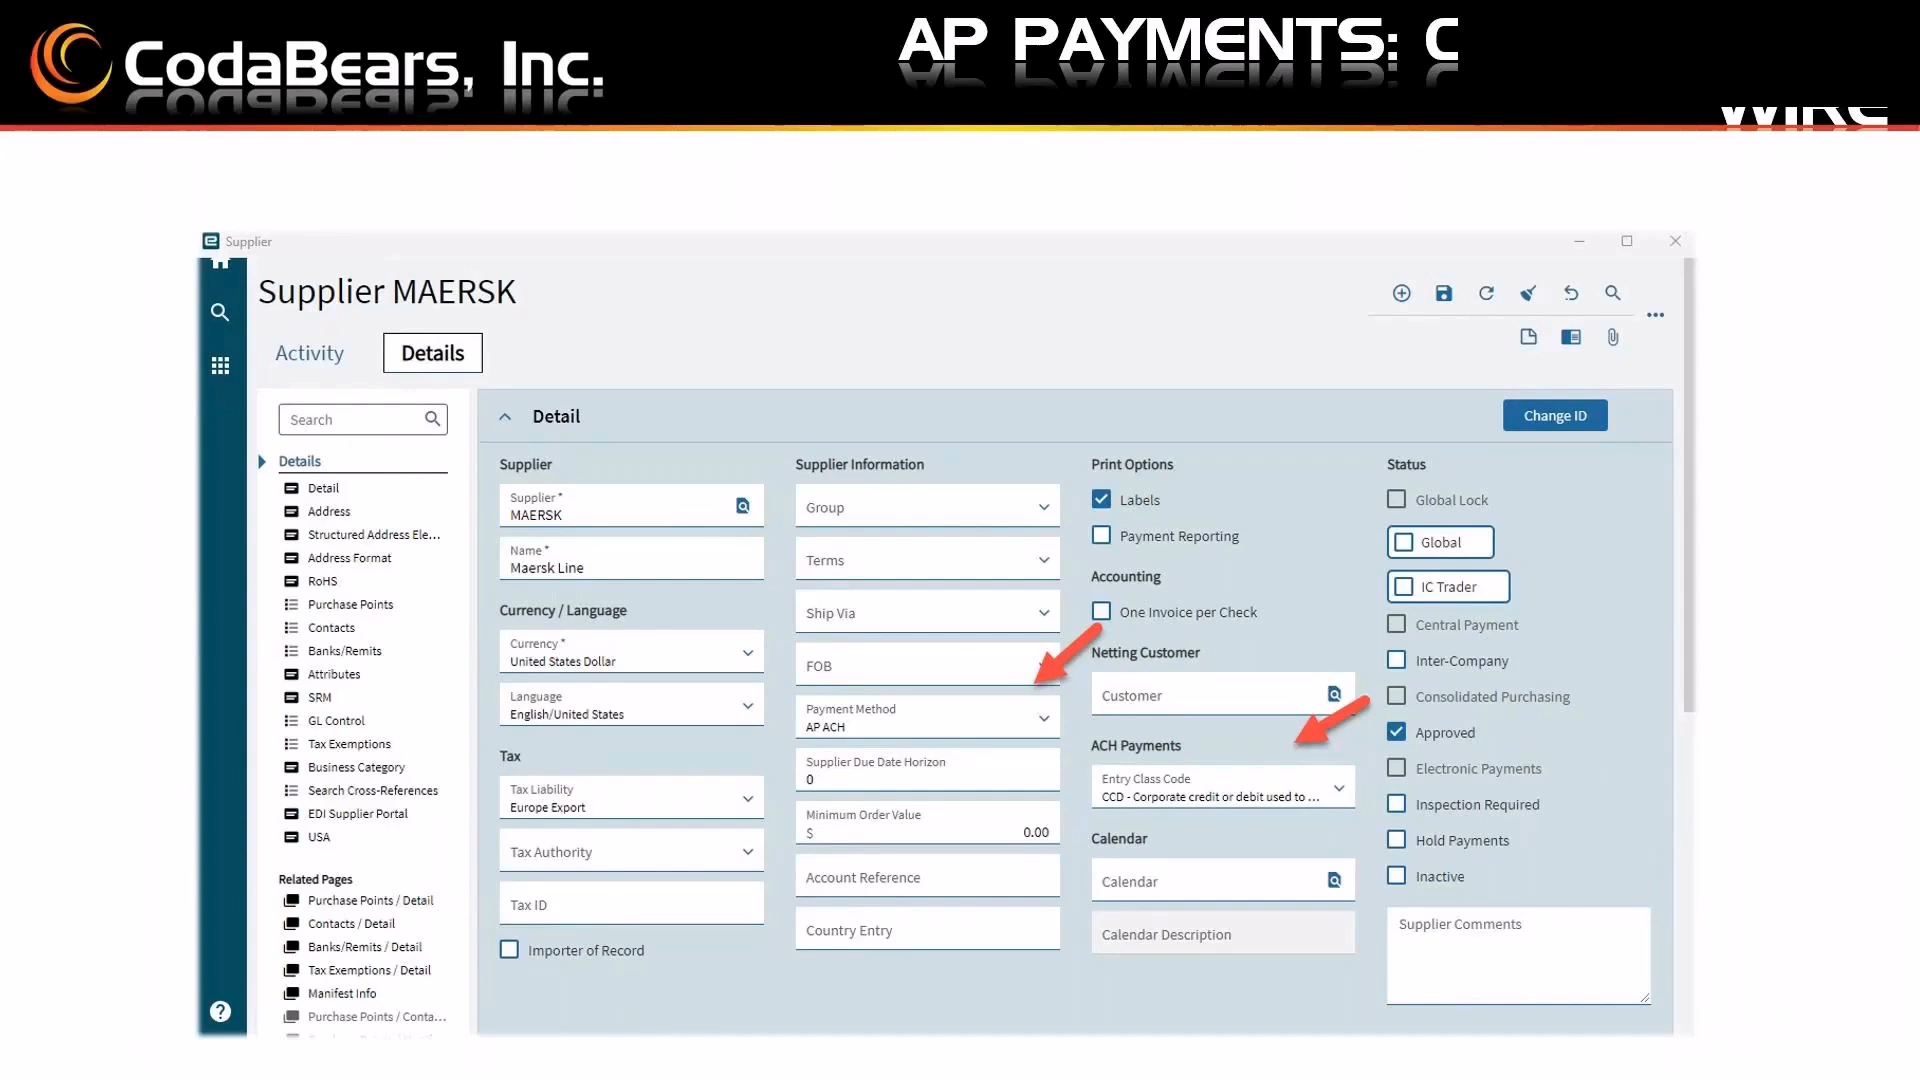 CodaBears, Inc.
AP PAYMENTS: C
WIRE
Supplier
Supplier MAERSK
Activity
Details
Search
Details
Detail
Address
Structured Address Ele...
Address Format
RoHS
Purchase Points
Contacts
Banks/Remits
Attributes
SRM
GL Control
Tax Exemptions
Business Category
Search Cross-References
EDI Supplier Portal
USA
Related Pages
Purchase Points / Detail
Contacts / Detail
Banks/Remits / Detail
Tax Exemptions / Detail
Manifest Info
Purchase Points / Conta...
Detail
Change ID
Supplier
Supplier *
MAERSK
Name *
Maersk Line
Currency / Language
Currency *
United States Dollar
Language
English/United States
Tax
Tax Liability
Europe Export
Tax Authority
Tax ID
Importer of Record
Supplier Information
Group
Terms
Ship Via
FOB
Payment Method
AP ACH
Supplier Due Date Horizon
0
Minimum Order Value
$ 0.00
Account Reference
Country Entry
Print Options
Labels
Payment Reporting
Accounting
One Invoice per Check
Netting Customer
Customer
ACH Payments
Entry Class Code
CCD - Corporate credit or debit used to ...
Calendar
Calendar
Calendar Description
Status
Global Lock
Global
IC Trader
Central Payment
Inter-Company
Consolidated Purchasing
Approved
Electronic Payments
Inspection Required
Hold Payments
Inactive
Supplier Comments